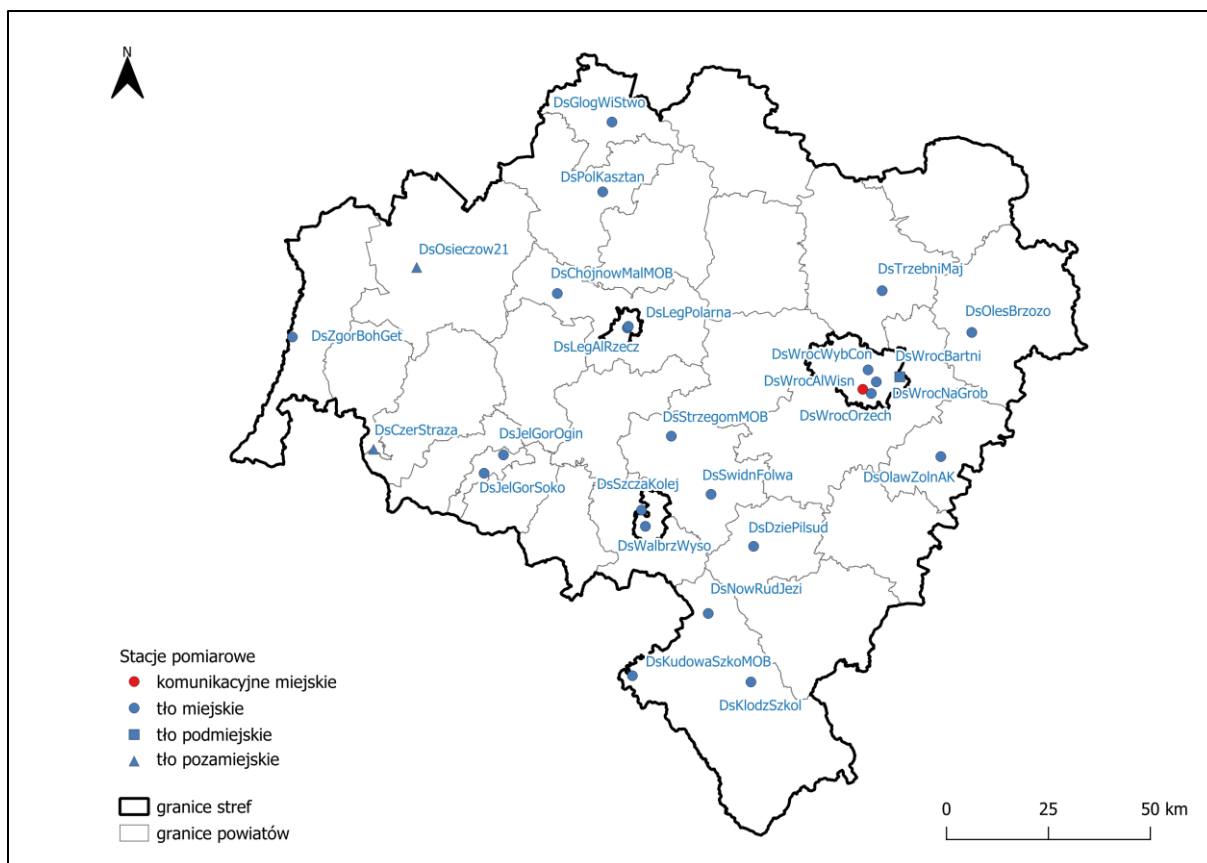 N
DsGlogWiStwo
DsPolKasztan
DsOsieczow21
DsChojnowMalMOB
DsTrzebniMaj
DsLegPolarna
DsOlesBrzozo
DsZgorBohGet
DsLegAlRzecz
DsWrocWybCon
DsWrocBartni
DsWrocAlWisn
DsWrocNaGrob
DsWrocOrzech
DsStrzegomMOB
DsCzerStraza
DsJelGorOgin
DsJelGorSoko
DsSzczaKolej
DsSwidnFolwa
DsOlawZolnAK
DsWalbrzWyso
DsDziePilsud
DsNowRudJezi
DsKudowaSzkoMOB
DsKlodzSzkol
Stacje pomiarowe
komunikacyjne miejskie
tło miejskie
tło podmiejskie
tło pozamiejskie
granice stref
granice powiatów
0 25 50 km